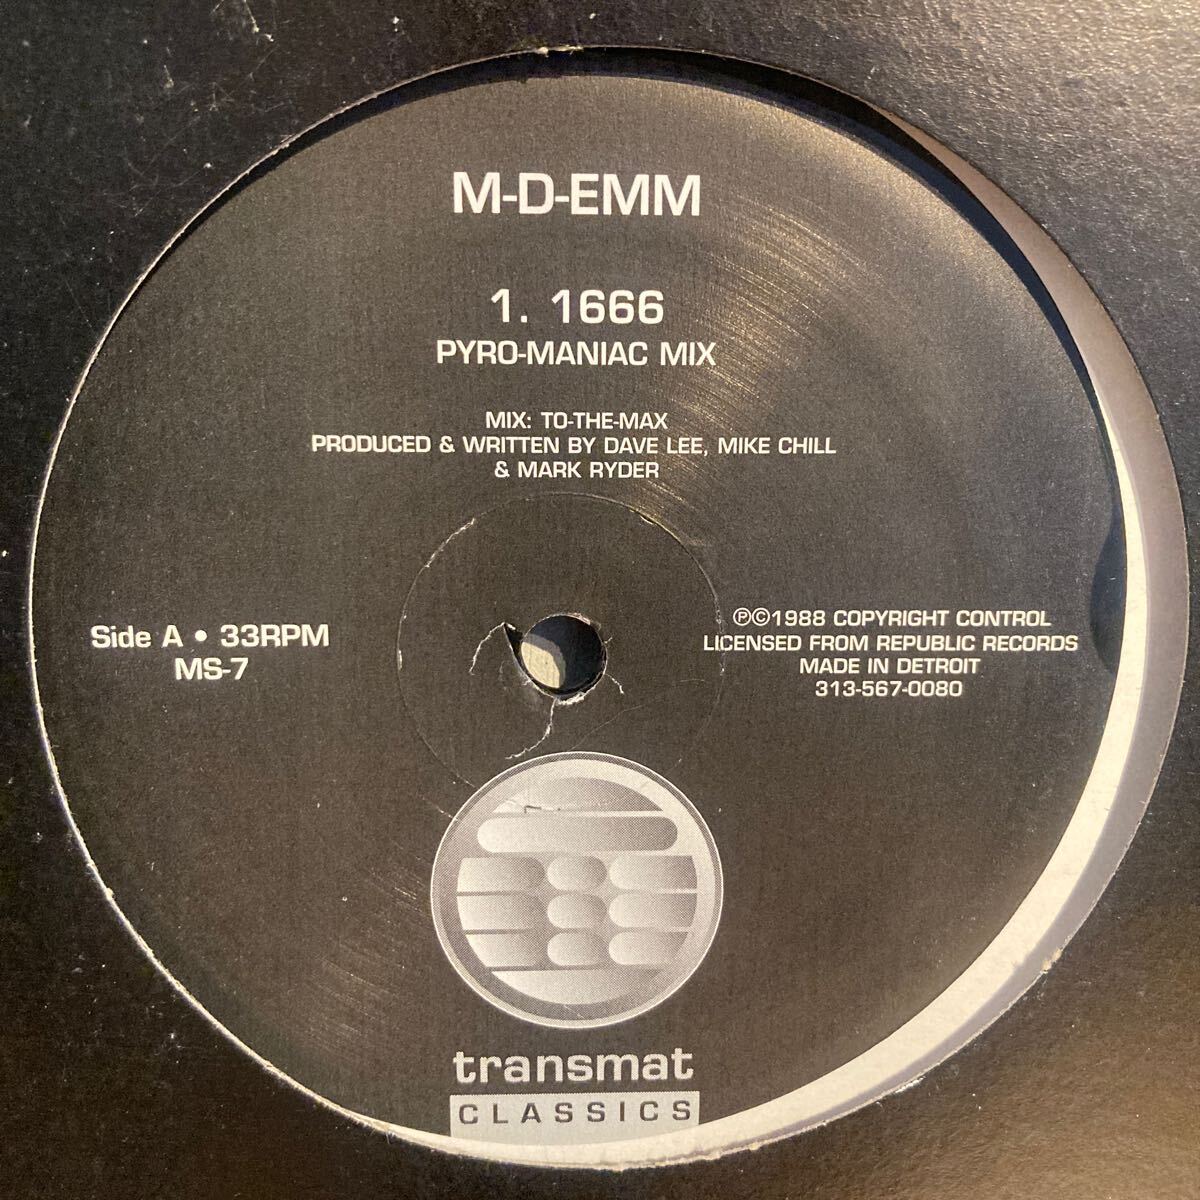 M-D-EMM
1. 1666
PYRO-MANIAC MIX
MIX: TO-THE-MAX
PRODUCED & WRITTEN BY DAVE LEE, MIKE CHILL
& MARK RYDER
Side A • 33RPM
MS-7
Ⓟ©1988 COPYRIGHT CONTROL
LICENSED FROM REPUBLIC RECORDS
MADE IN DETROIT
313-567-0080
transmat
CLASSICS